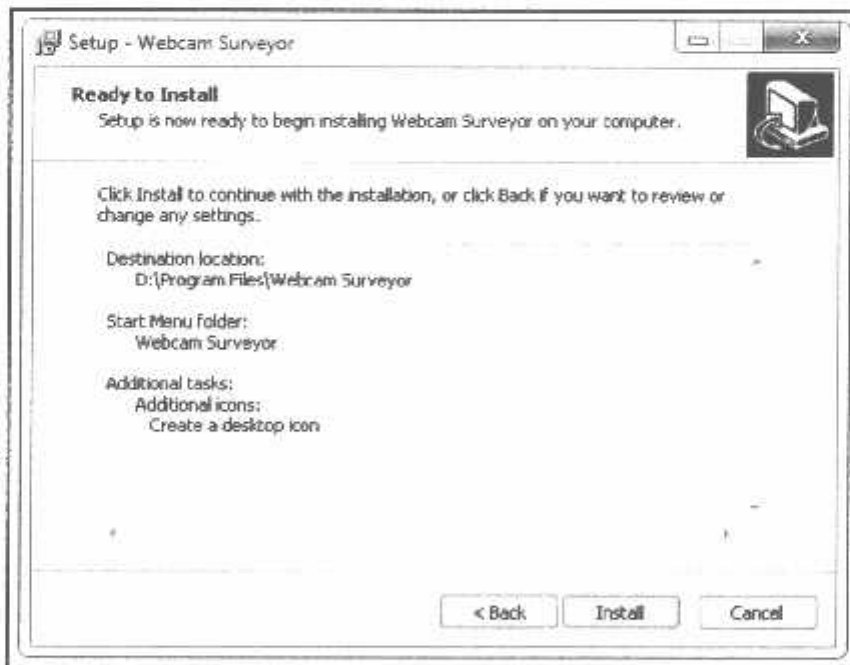 Setup - Webcam Surveyor
Ready to Install
Setup is now ready to begin installing Webcam Surveyor on your computer.
Click Install to continue with the installation, or click Back if you want to review or
change any settings.
Destination location:
D:\Program Files\Webcam Surveyor
Start Menu folder:
Webcam Surveyor
Additional tasks:
Additional icons:
Create a desktop icon
< Back
Install
Cancel